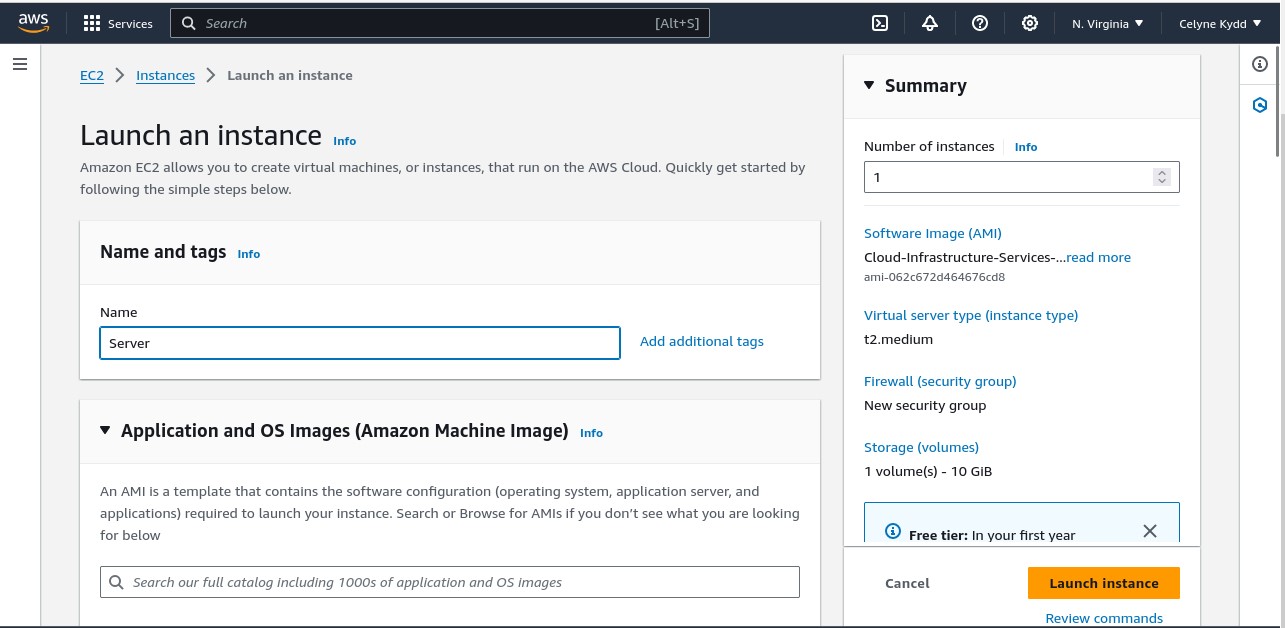 aws
Services
Search
[Alt+S]
N. Virginia
Celyne Kydd
EC2 > Instances > Launch an instance
Launch an instance Info
Amazon EC2 allows you to create virtual machines, or instances, that run on the AWS Cloud. Quickly get started by
following the simple steps below.
Name and tags Info
Name
Server
Add additional tags
Application and OS Images (Amazon Machine Image) Info
An AMI is a template that contains the software configuration (operating system, application server, and
applications) required to launch your instance. Search or Browse for AMIs if you don’t see what you are looking
for below
Search our full catalog including 1000s of application and OS images
Summary
Number of instances Info
1
Software Image (AMI)
Cloud-Infrastructure-Services-...read more
ami-062c672d464676cd8
Virtual server type (instance type)
t2.medium
Firewall (security group)
New security group
Storage (volumes)
1 volume(s) - 10 GiB
Free tier: In your first year
Cancel
Launch instance
Review commands